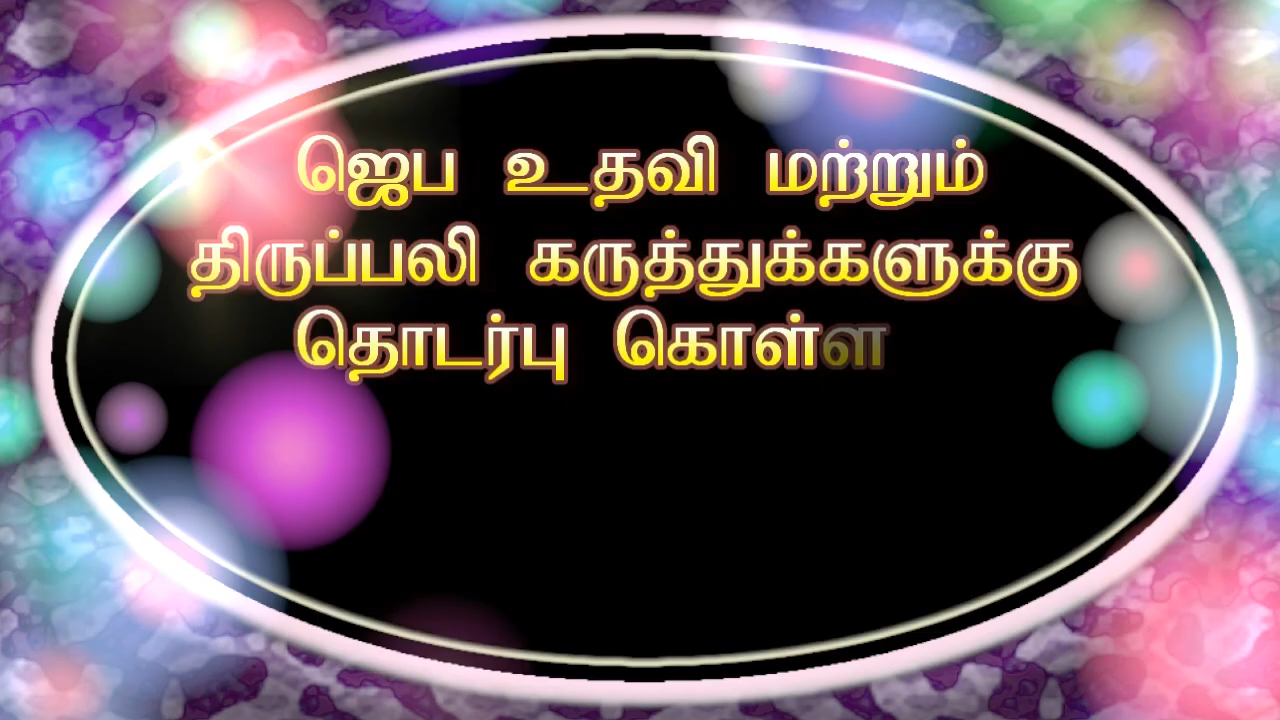 ஜெப உதவி மற்றும்
திருப்பலி கருத்துக்களுக்கு
தொடர்பு கொள்ள